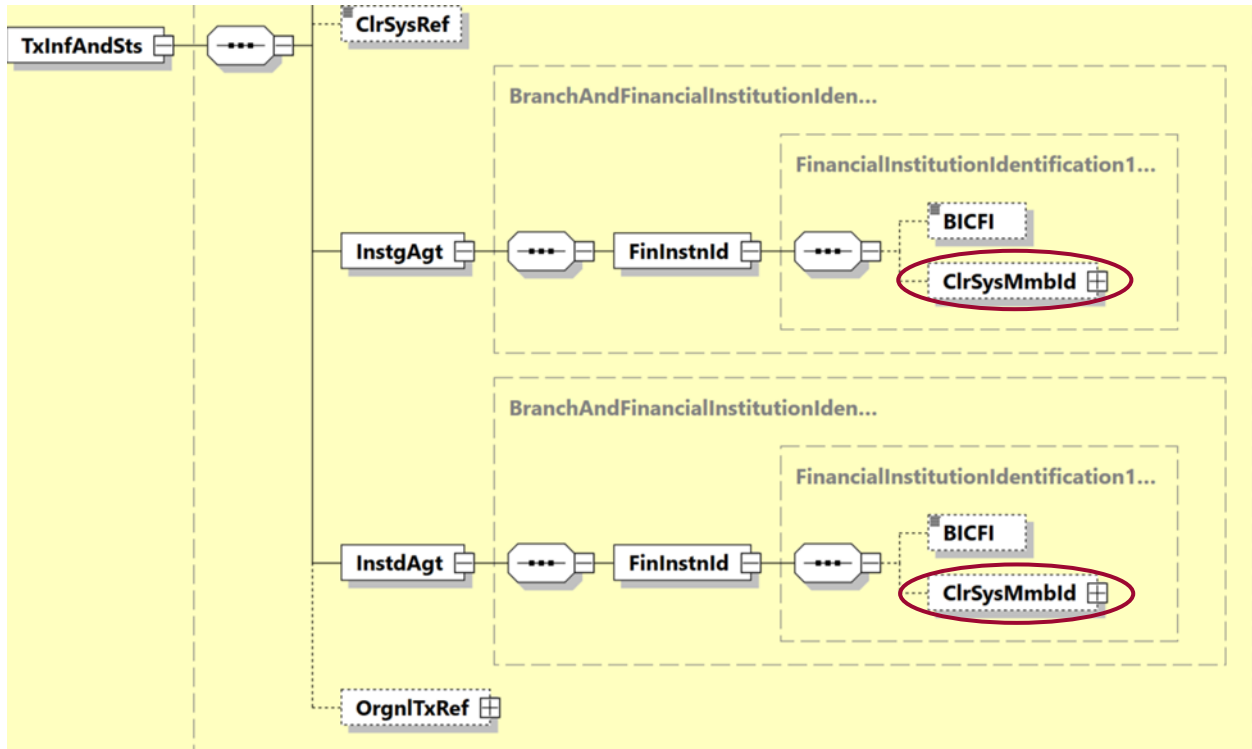 ClrSysRef
TxInfAndSts
BranchAndFinancialInstitutionIden...
FinancialInstitutionIdentification1...
BICFI
InstgAgt
FinInstnId
ClrSysMmbId
BranchAndFinancialInstitutionIden...
FinancialInstitutionIdentification1...
BICFI
InstdAgt
FinInstnId
ClrSysMmbId
OrgnlTxRef